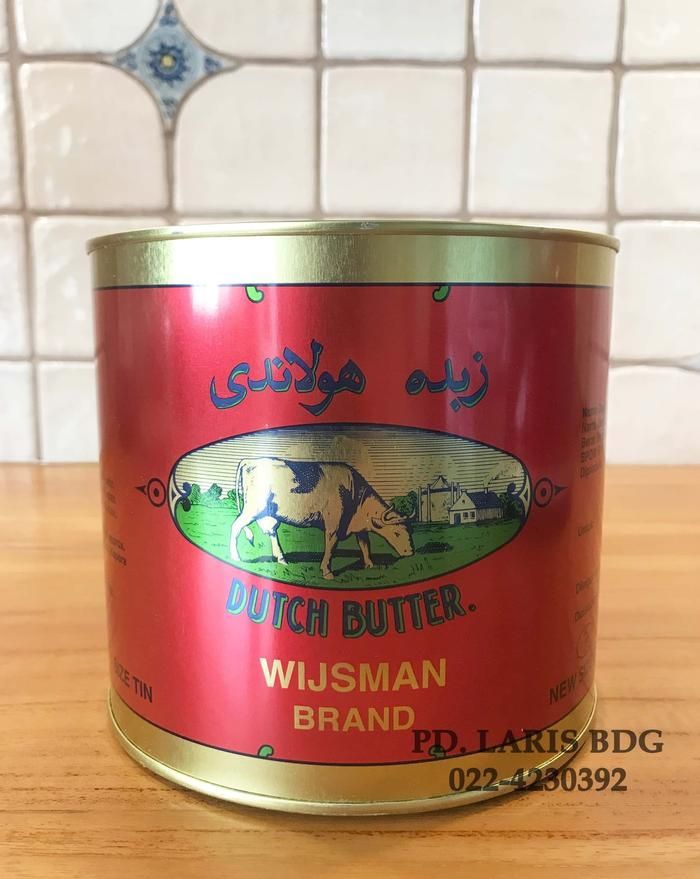 زبده هولاندى
DUTCH BUTTER.
WIJSMAN
BRAND
SIZE TIN
NEW
PD. LARIS BDG
022-4230392